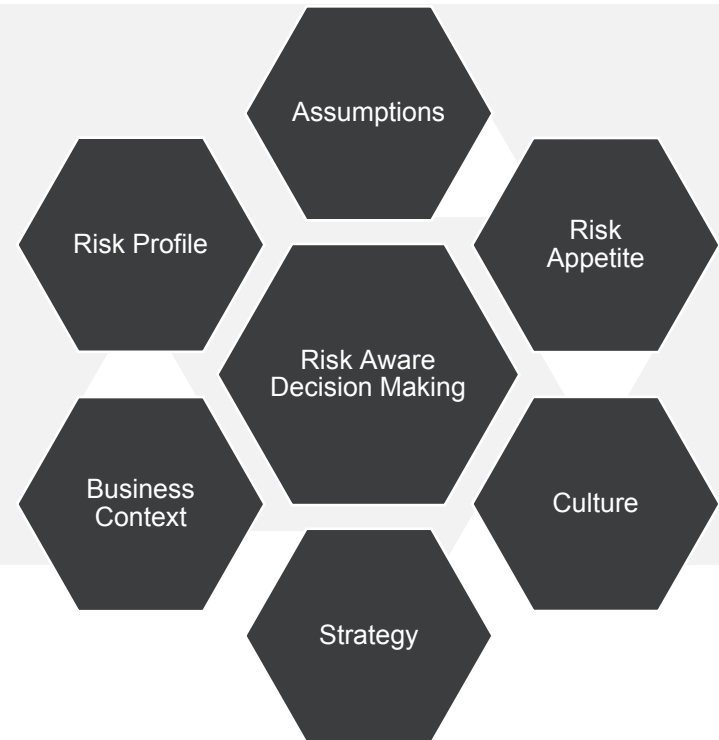 Assumptions
Risk Profile
Risk
Appetite
Risk Aware
Decision Making
Business
Context
Culture
Strategy